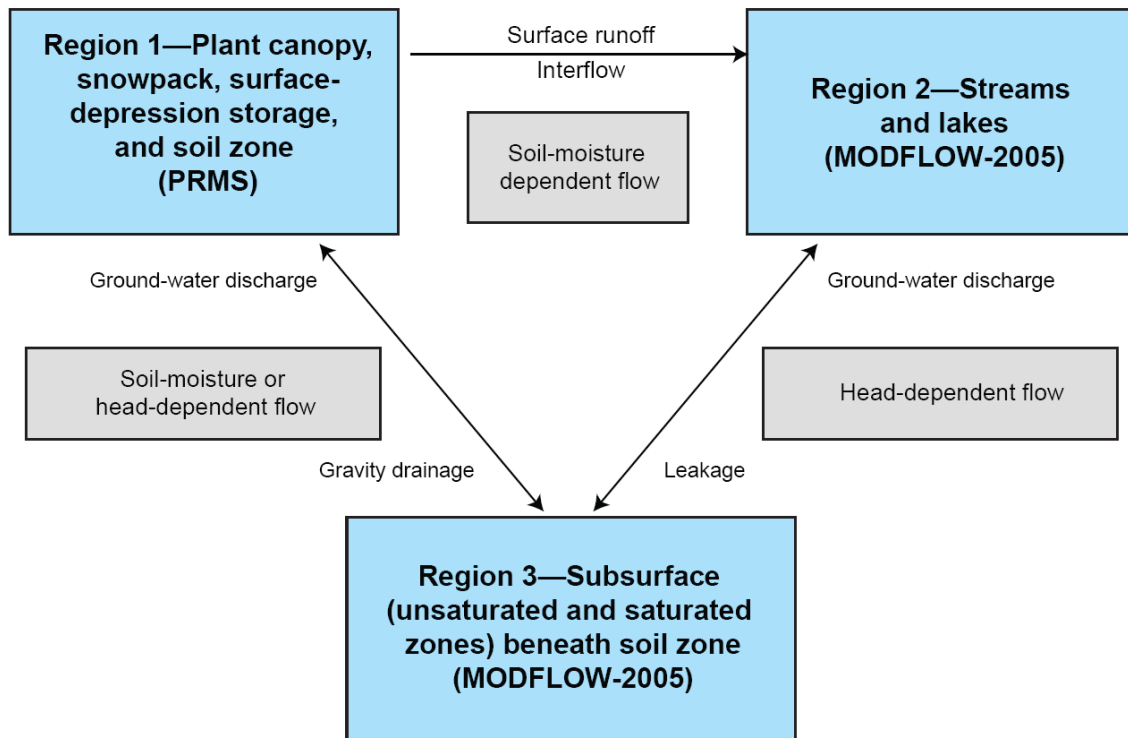 Region 1—Plant canopy,
snowpack, surface-
depression storage,
and soil zone
(PRMS)
Surface runoff
Interflow
Soil-moisture
dependent flow
Region 2—Streams
and lakes
(MODFLOW-2005)
Ground-water discharge
Ground-water discharge
Soil-moisture or
head-dependent flow
Head-dependent flow
Gravity drainage
Leakage
Region 3—Subsurface
(unsaturated and saturated
zones) beneath soil zone
(MODFLOW-2005)